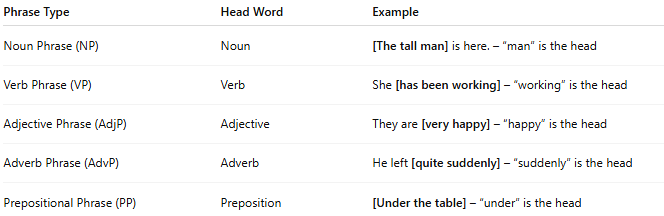 Phrase Type Head Word Example
Noun Phrase (NP) Noun [The tall man] is here. – “man” is the head
Verb Phrase (VP) Verb She [has been working] – “working” is the head
Adjective Phrase (AdjP) Adjective They are [very happy] – “happy” is the head
Adverb Phrase (AdvP) Adverb He left [quite suddenly] – “suddenly” is the head
Prepositional Phrase (PP) Preposition [Under the table] – “under” is the head